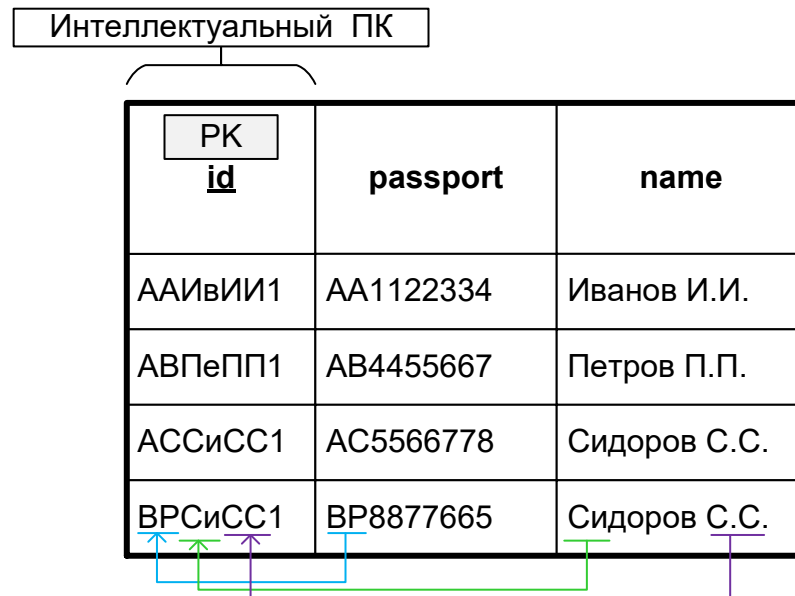 Интеллектуальный ПК
PK
id passport name
ААИвИИ1 АА1122334 Иванов И.И.
АВПеПП1 АВ4455667 Петров П.П.
АССиСС1 АС5566778 Сидоров С.С.
ВРСиСС1 ВР8877665 Сидоров С.С.